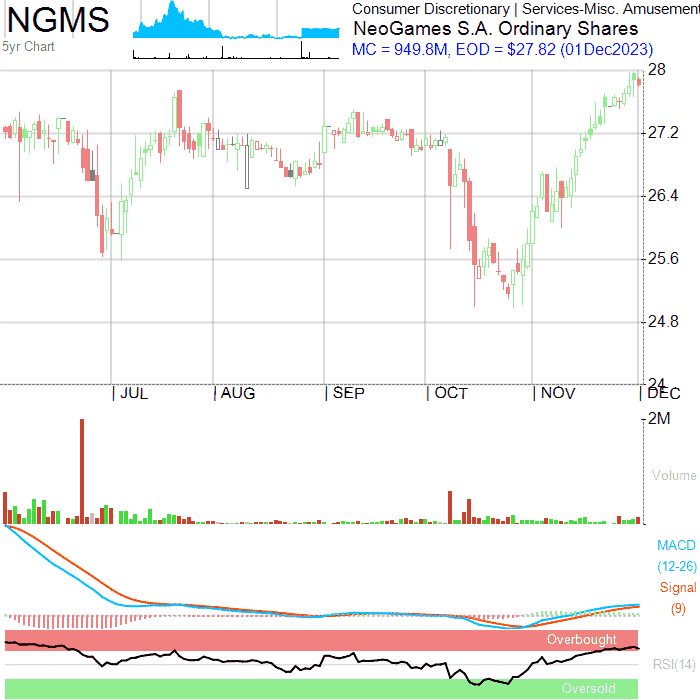 NGMS
5yr Chart
Consumer Discretionary | Services-Misc. Amusement
NeoGames S.A. Ordinary Shares
MC = 949.8M, EOD = $27.82 (01Dec2023)
28
27.2
26.4
25.6
24.8
24
JUL
AUG
SEP
OCT
NOV
DEC
2M
Volume
MACD
(12-26)
Signal
(9)
Overbought
RSI(14)
Oversold